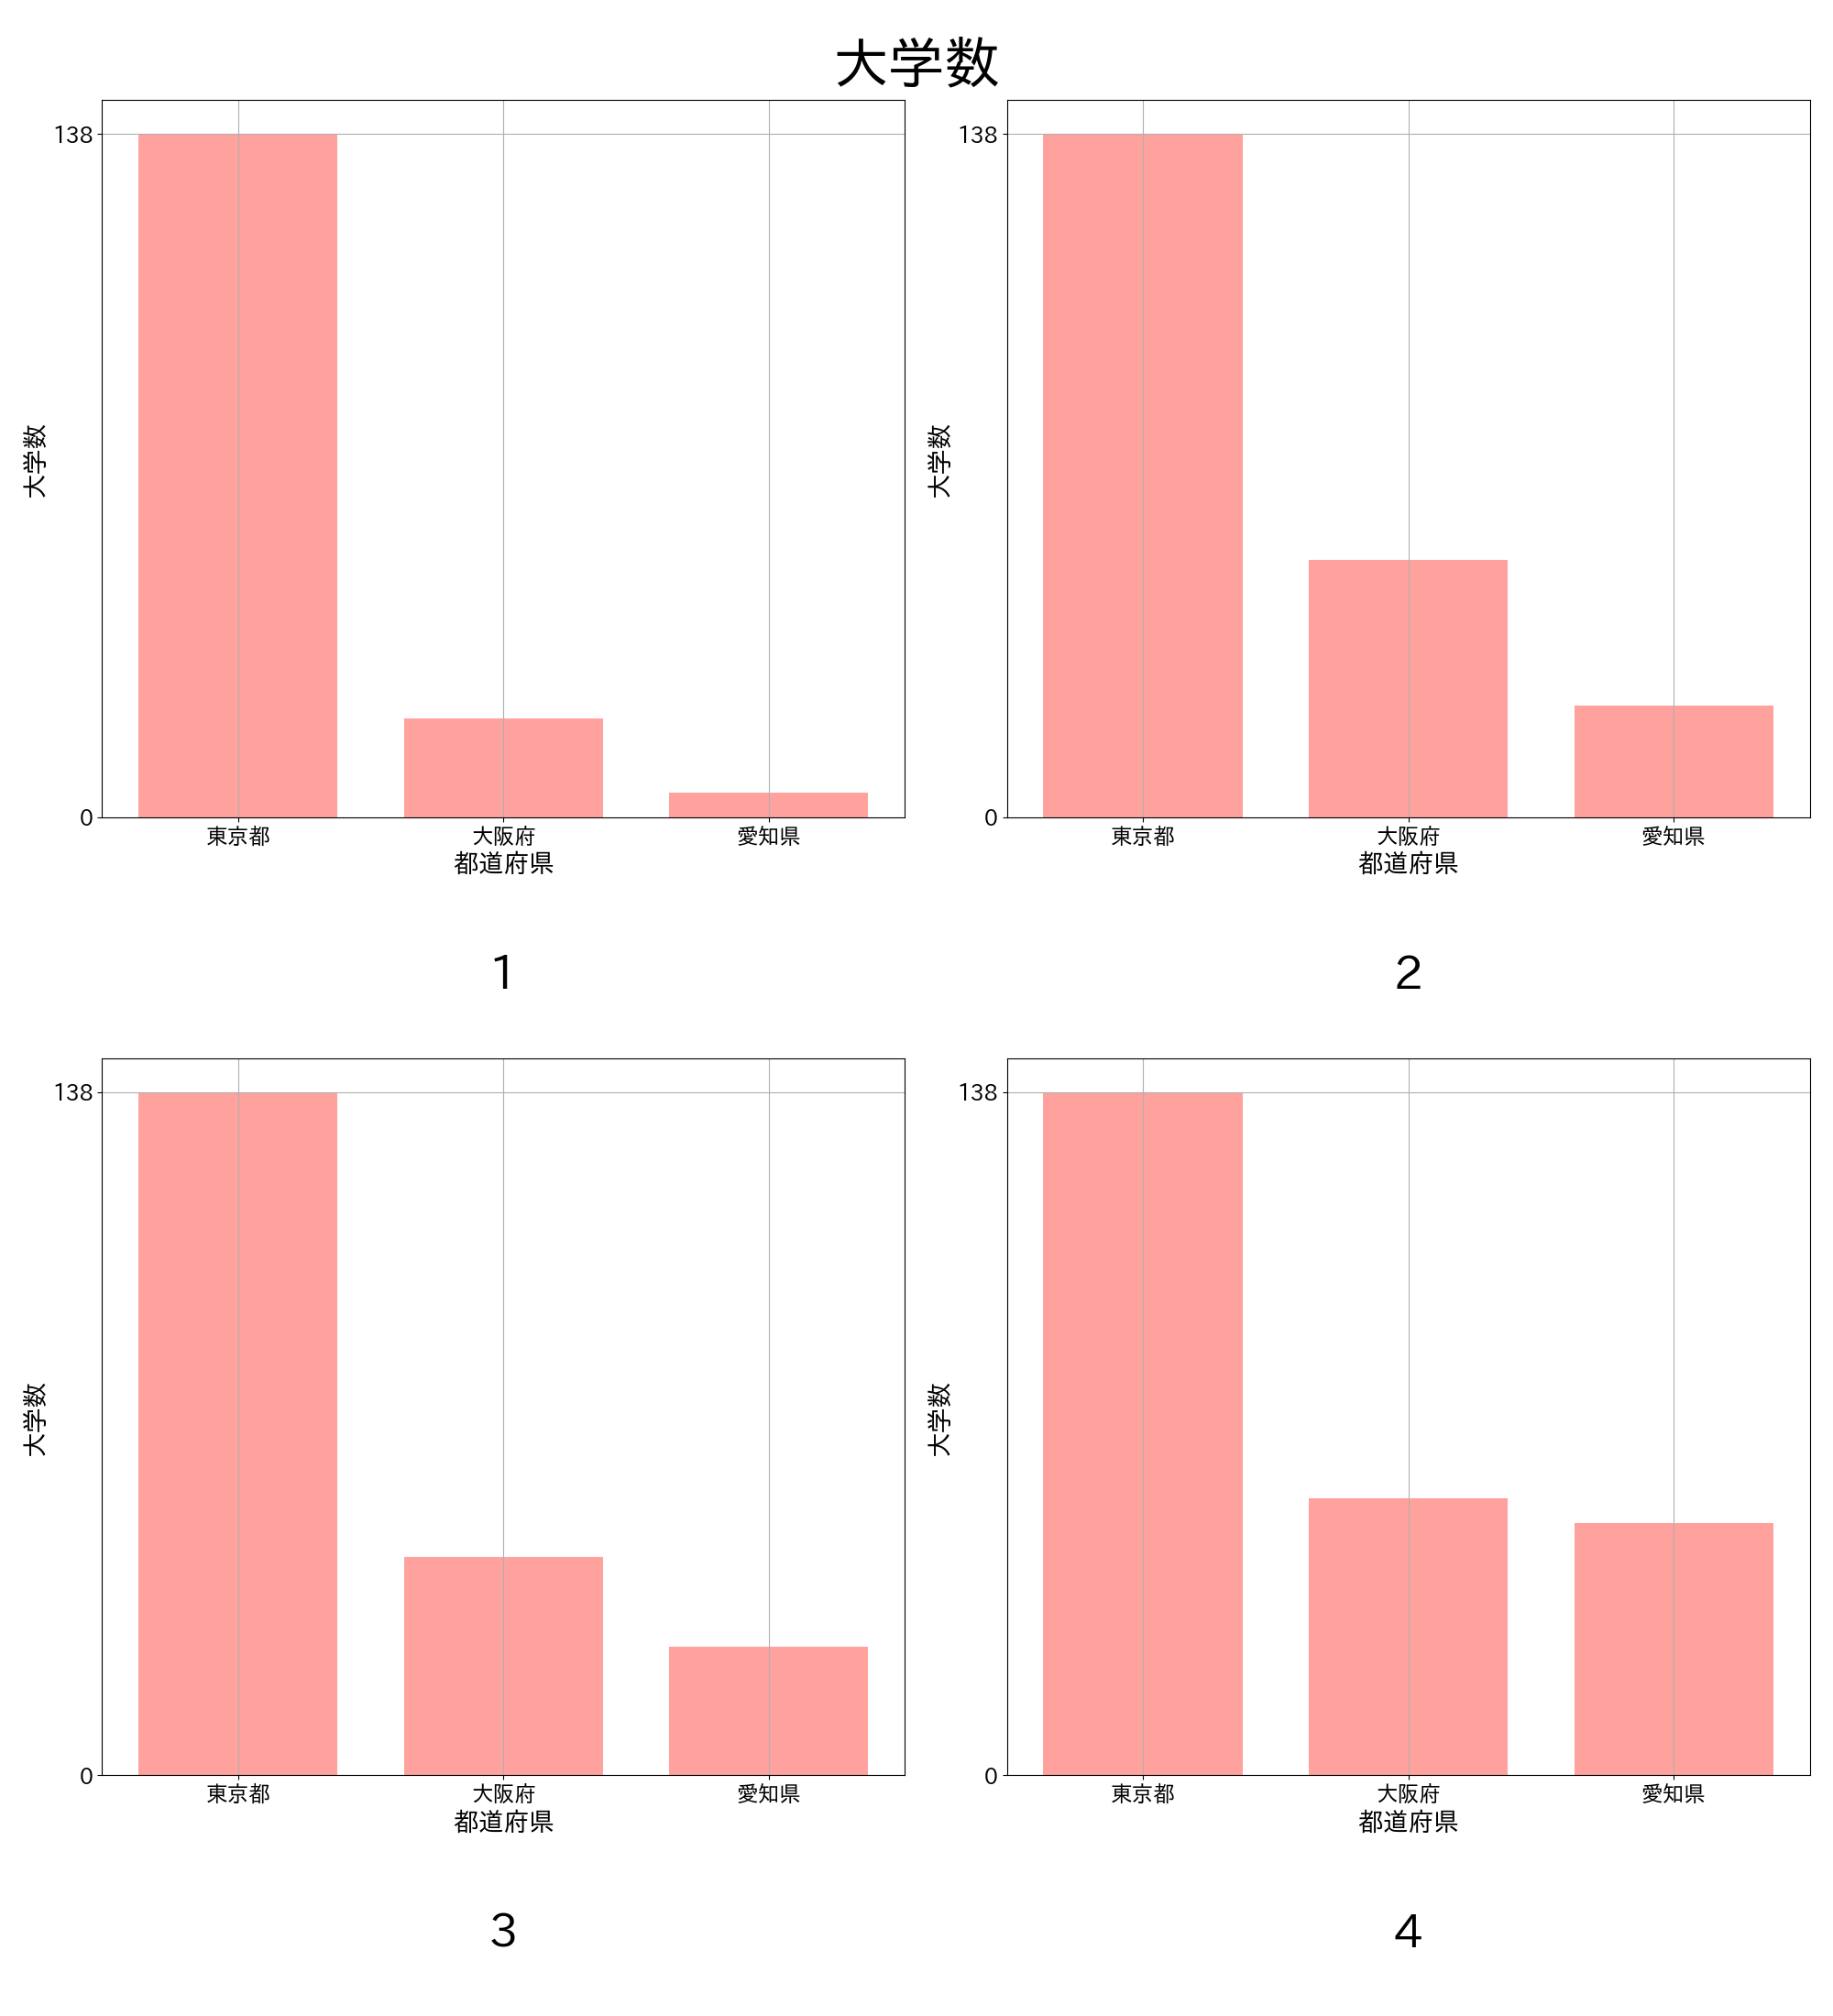 大学数
138
0
大学数
東京都 大阪府 愛知県
都道府県
1
138
0
大学数
東京都 大阪府 愛知県
都道府県
2
138
0
大学数
東京都 大阪府 愛知県
都道府県
3
138
0
大学数
東京都 大阪府 愛知県
都道府県
4